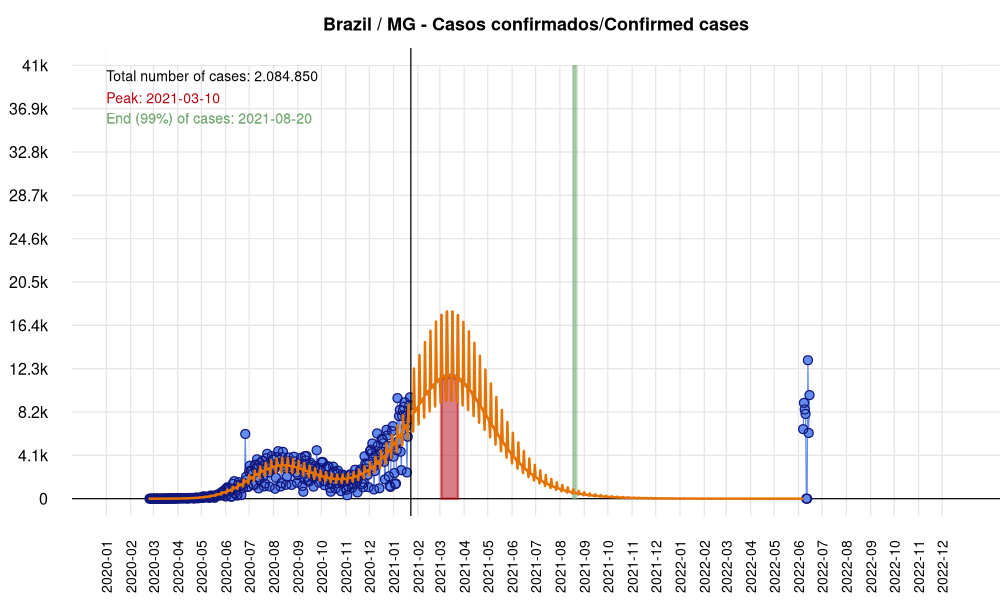 Brazil / MG - Casos confirmados/Confirmed cases
41k
Total number of cases: 2.084.850
Peak: 2021-03-10
End (99%) of cases: 2021-08-20
36.9k
32.8k
28.7k
24.6k
20.5k
16.4k
12.3k
8.2k
4.1k
0
2020-01
2020-02
2020-03
2020-04
2020-05
2020-06
2020-07
2020-08
2020-09
2020-10
2020-11
2020-12
2021-01
2021-02
2021-03
2021-04
2021-05
2021-06
2021-07
2021-08
2021-09
2021-10
2021-11
2021-12
2022-01
2022-02
2022-03
2022-04
2022-05
2022-06
2022-07
2022-08
2022-09
2022-10
2022-11
2022-12